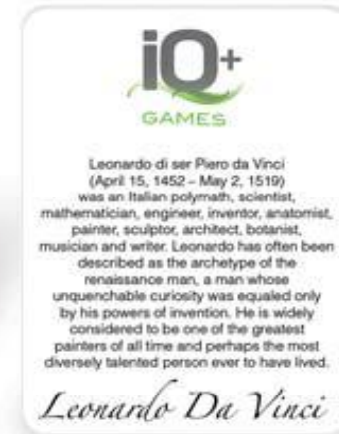 iQ+
GAMES
Leonardo di ser Piero da Vinci
(April 15, 1452 – May 2, 1519)
was an Italian polymath, scientist,
mathematician, engineer, inventor, anatomist,
painter, sculptor, architect, botanist,
musician and writer. Leonardo has often been
described as the archetype of the
renaissance man, a man whose
unquenchable curiosity was equaled only
by his powers of invention. He is widely
considered to be one of the greatest
painters of all time and perhaps the most
diversely talented person ever to have lived.
Leonardo Da Vinci